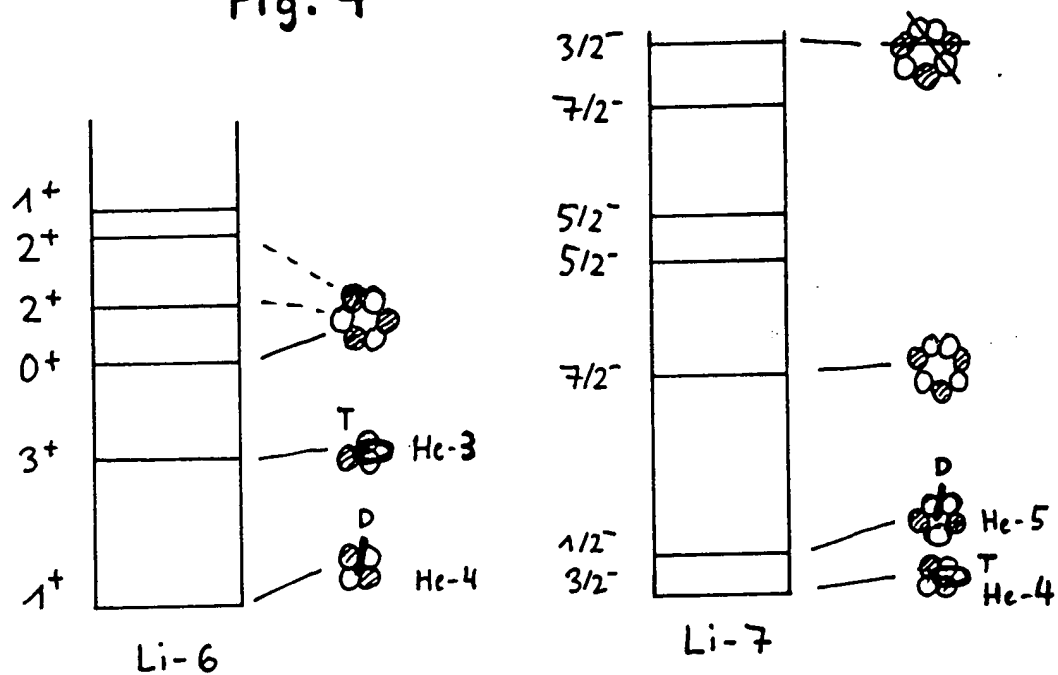 Fig. 4
1+
2+
2+
0+
3+
T
He-3
D
He-4
1+
Li-6
3/2-
7/2-
5/2-
5/2-
7/2-
D
He-5
1/2-
3/2-
T
He-4
Li-7